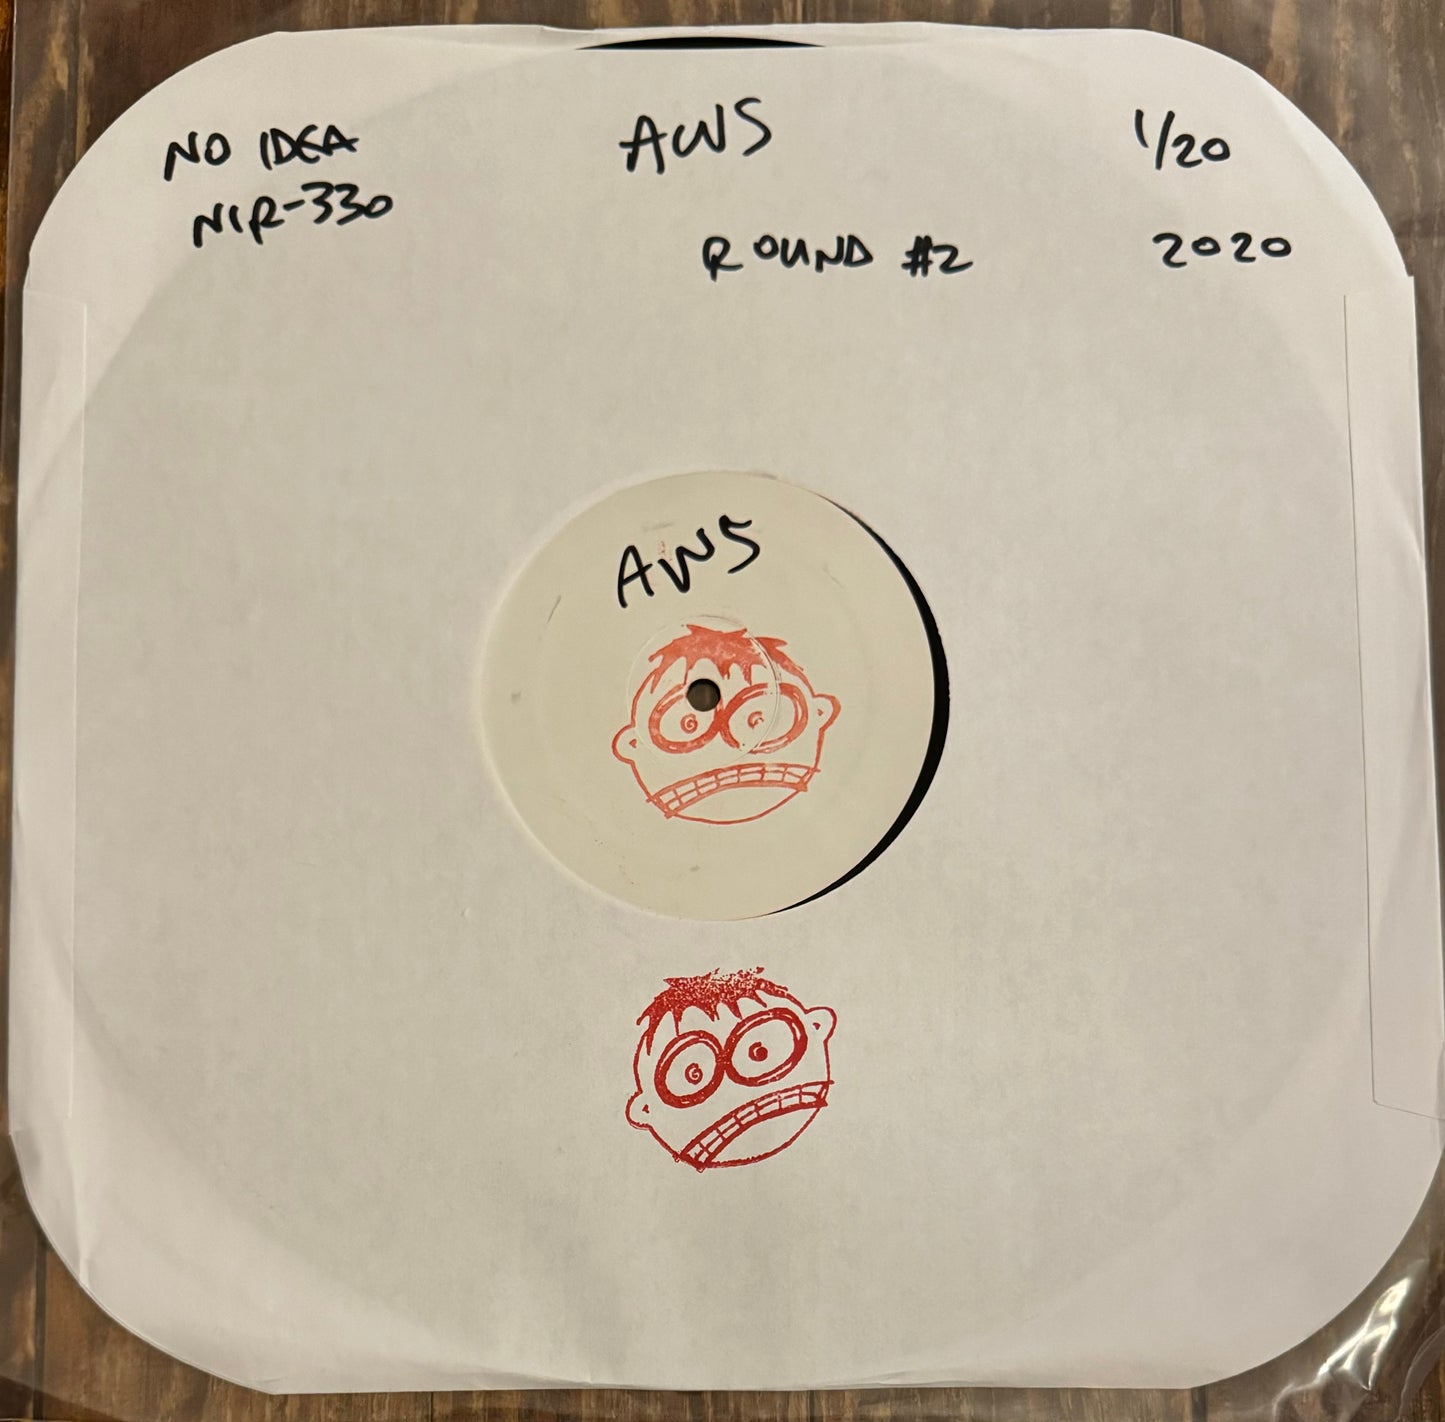 NO IDEA
NIR-330
AWS
ROUND #2
1/20
2020
AWS